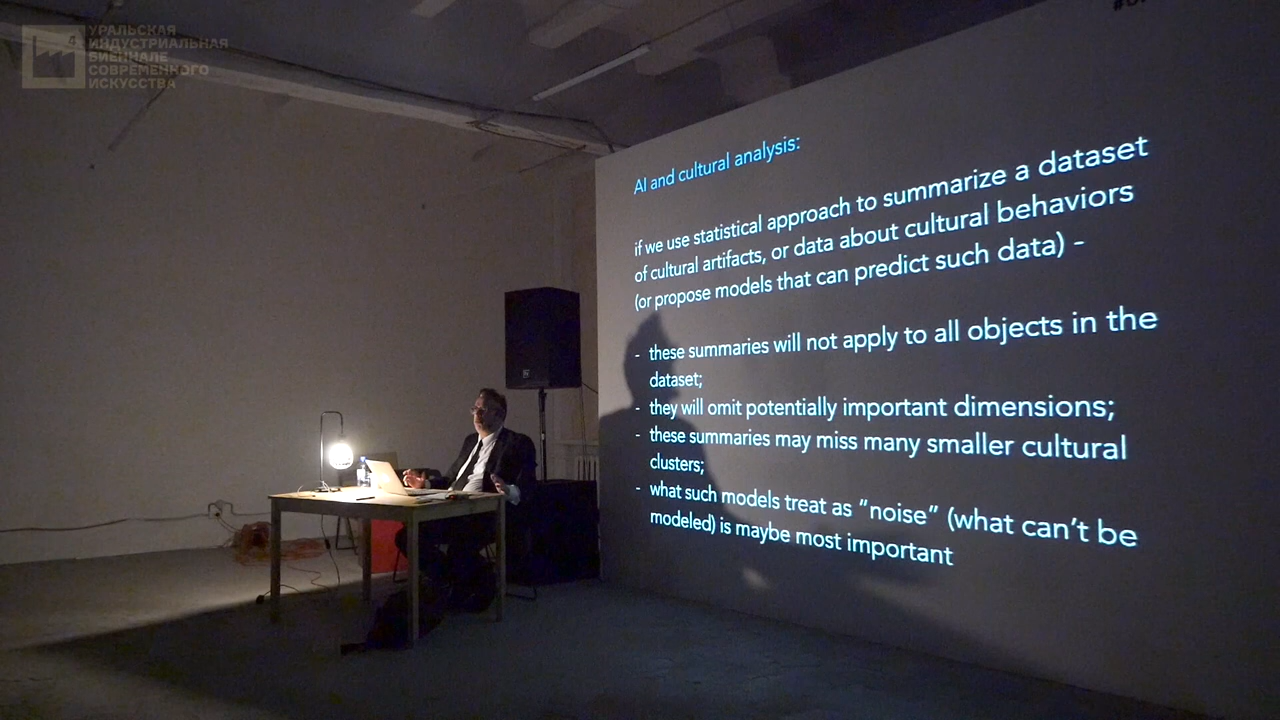 УРАЛЬСКАЯ
ИНДУСТРИАЛЬНАЯ
БИЕННАЛЕ
СОВРЕМЕННОГО
ИСКУССТВА
AI and cultural analysis:
if we use statistical approach to summarize a dataset
of cultural artifacts, or data about cultural behaviors
(or propose models that can predict such data) -
- these summaries will not apply to all objects in the
dataset;
- they will omit potentially important dimensions;
- these summaries may miss many smaller cultural
clusters;
- what such models treat as “noise” (what can’t be
modeled) is maybe most important